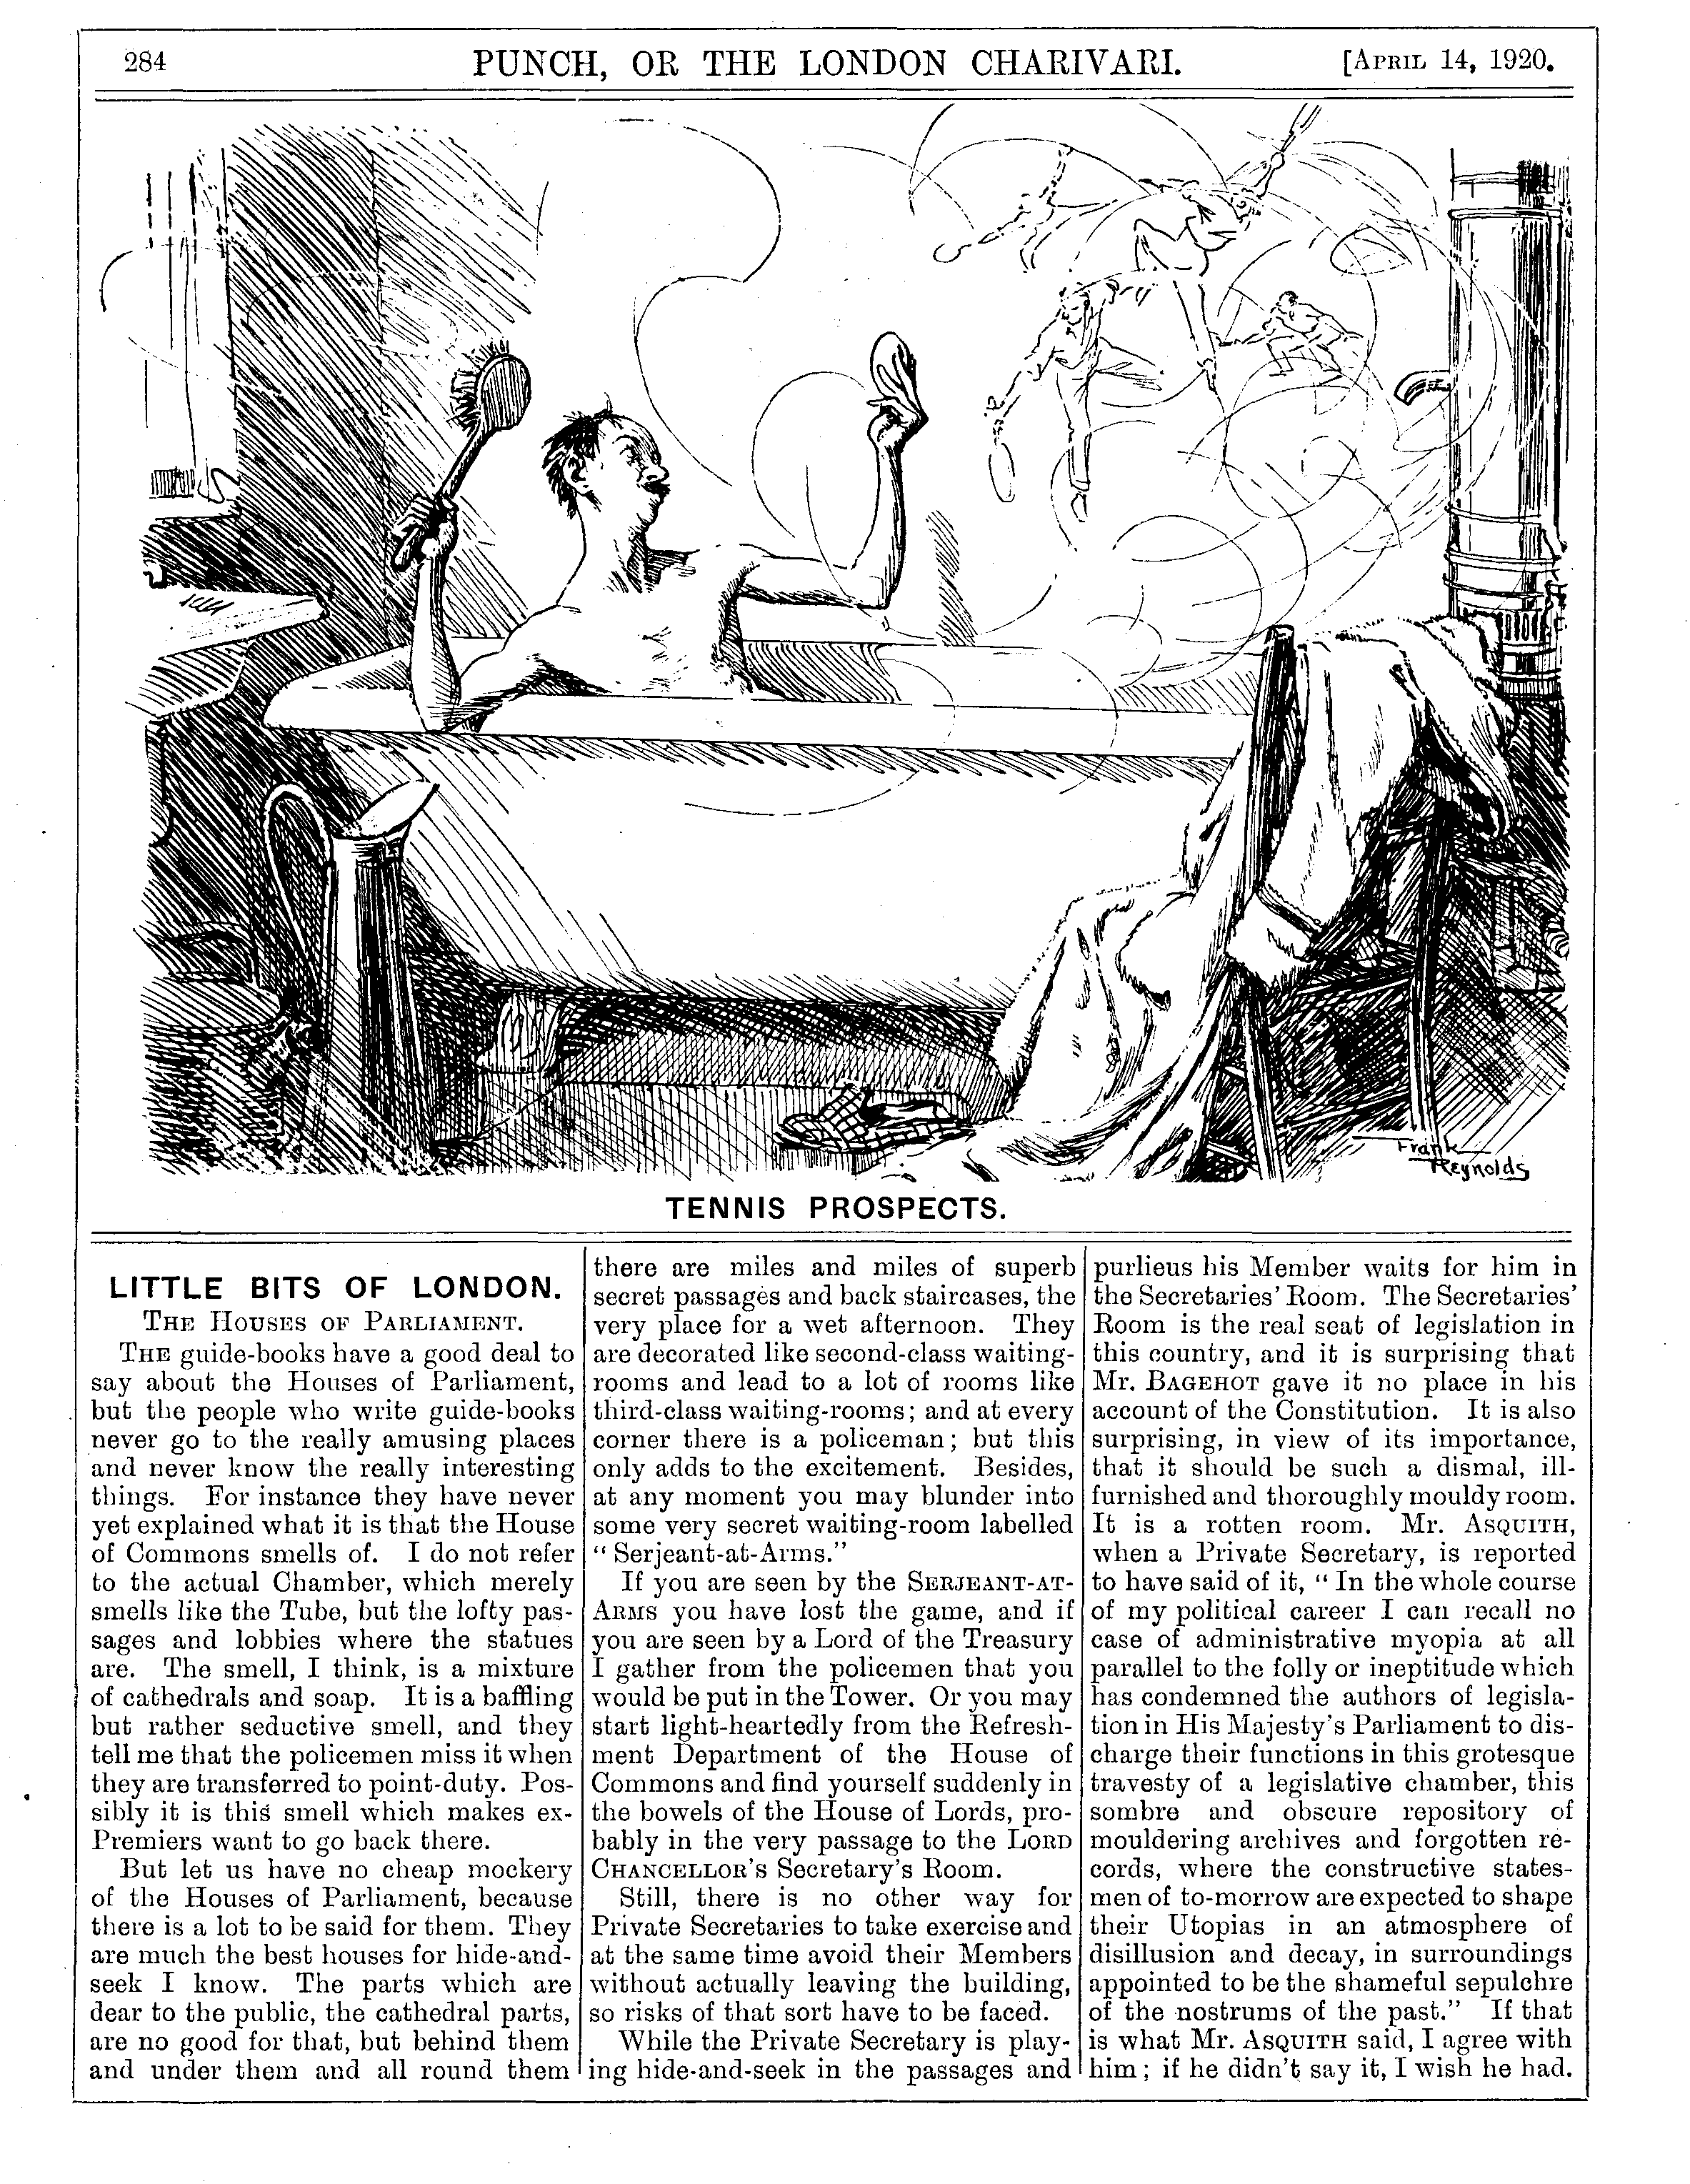 284
PUNCH, OR THE LONDON CHARIVARI.
[APRIL 14, 1920.
Frank
Reynolds
TENNIS PROSPECTS.
LITTLE BITS OF LONDON.
THE HOUSES OF PARLIAMENT.
THE guide-books have a good deal to
say about the Houses of Parliament,
but the people who write guide-books
never go to the really amusing places
and never know the really interesting
things. For instance they have never
yet explained what it is that the House
of Commons smells of. I do not refer
to the actual Chamber, which merely
smells like the Tube, but the lofty pas-
sages and lobbies where the statues
are. The smell, I think, is a mixture
of cathedrals and soap. It is a baffling
but rather seductive smell, and they
tell me that the policemen miss it when
they are transferred to point-duty. Pos-
sibly it is this smell which makes ex-
Premiers want to go back there.
But let us have no cheap mockery
of the Houses of Parliament, because
there is a lot to be said for them. They
are much the best houses for hide-and-
seek I know. The parts which are
dear to the public, the cathedral parts,
are no good for that, but behind them
and under them and all round them
there are miles and miles of superb
secret passages and back staircases, the
very place for a wet afternoon. They
are decorated like second-class waiting-
rooms and lead to a lot of rooms like
third-class waiting-rooms; and at every
corner there is a policeman; but this
only adds to the excitement. Besides,
at any moment you may blunder into
some very secret waiting-room labelled
"Serjeant-at-Arms."
If you are seen by the SERJEANT-AT-
ARMS you have lost the game, and if
you are seen by a Lord of the Treasury
I gather from the policemen that you
would be put in the Tower. Or you may
start light-heartedly from the Refresh-
ment Department of the House of
Commons and find yourself suddenly in
the bowels of the House of Lords, pro-
bably in the very passage to the LORD
CHANCELLOR'S Secretary's Room.
Still, there is no other way for
Private Secretaries to take exercise and
at the same time avoid their Members
without actually leaving the building,
so risks of that sort have to be faced.
While the Private Secretary is play-
ing hide-and-seek in the passages and
purlieus his Member waits for him in
the Secretaries' Room. The Secretaries'
Room is the real seat of legislation in
this country, and it is surprising that
Mr. BAGEHOT gave it no place in his
account of the Constitution. It is also
surprising, in view of its importance,
that it should be such a dismal, ill-
furnished and thoroughly mouldy room.
It is a rotten room. Mr. ASQUITH,
when a Private Secretary, is reported
to have said of it, "In the whole course
of my political career I can recall no
case of administrative myopia at all
parallel to the folly or ineptitude which
has condemned the authors of legisla-
tion in His Majesty's Parliament to dis-
charge their functions in this grotesque
travesty of a legislative chamber, this
sombre and obscure repository of
mouldering archives and forgotten re-
cords, where the constructive states-
men of to-morrow are expected to shape
their Utopias in an atmosphere of
disillusion and decay, in surroundings
appointed to be the shameful sepulchre
of the nostrums of the past." If that
is what Mr. ASQUITH said, I agree with
him; if he didn't say it, I wish he had.